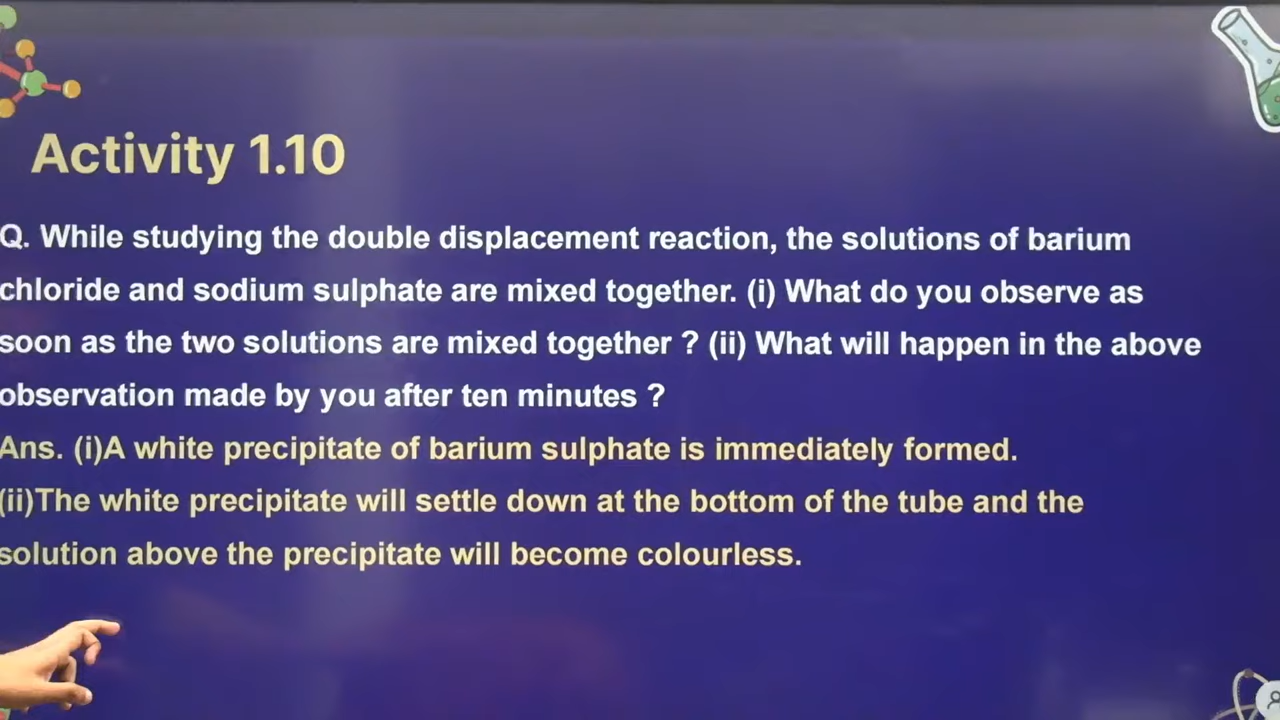 Activity 1.10
Q. While studying the double displacement reaction, the solutions of barium
chloride and sodium sulphate are mixed together. (i) What do you observe as
soon as the two solutions are mixed together ? (ii) What will happen in the above
observation made by you after ten minutes ?
Ans. (i)A white precipitate of barium sulphate is immediately formed.
(ii)The white precipitate will settle down at the bottom of the tube and the
solution above the precipitate will become colourless.